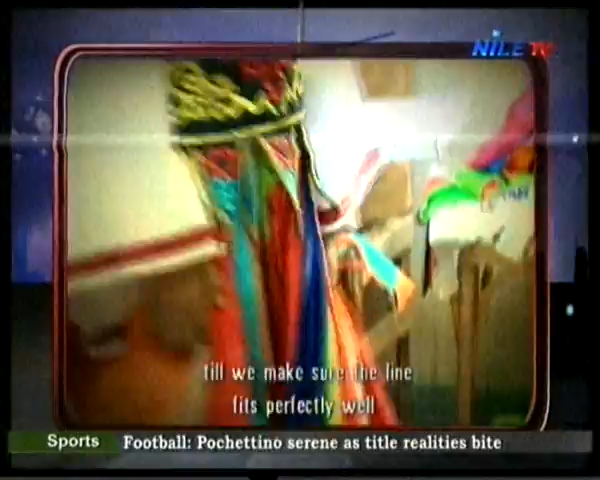 NILE TV
till we make sure the line
fits perfectly well
Sports Football: Pochettino serene as title realities bite